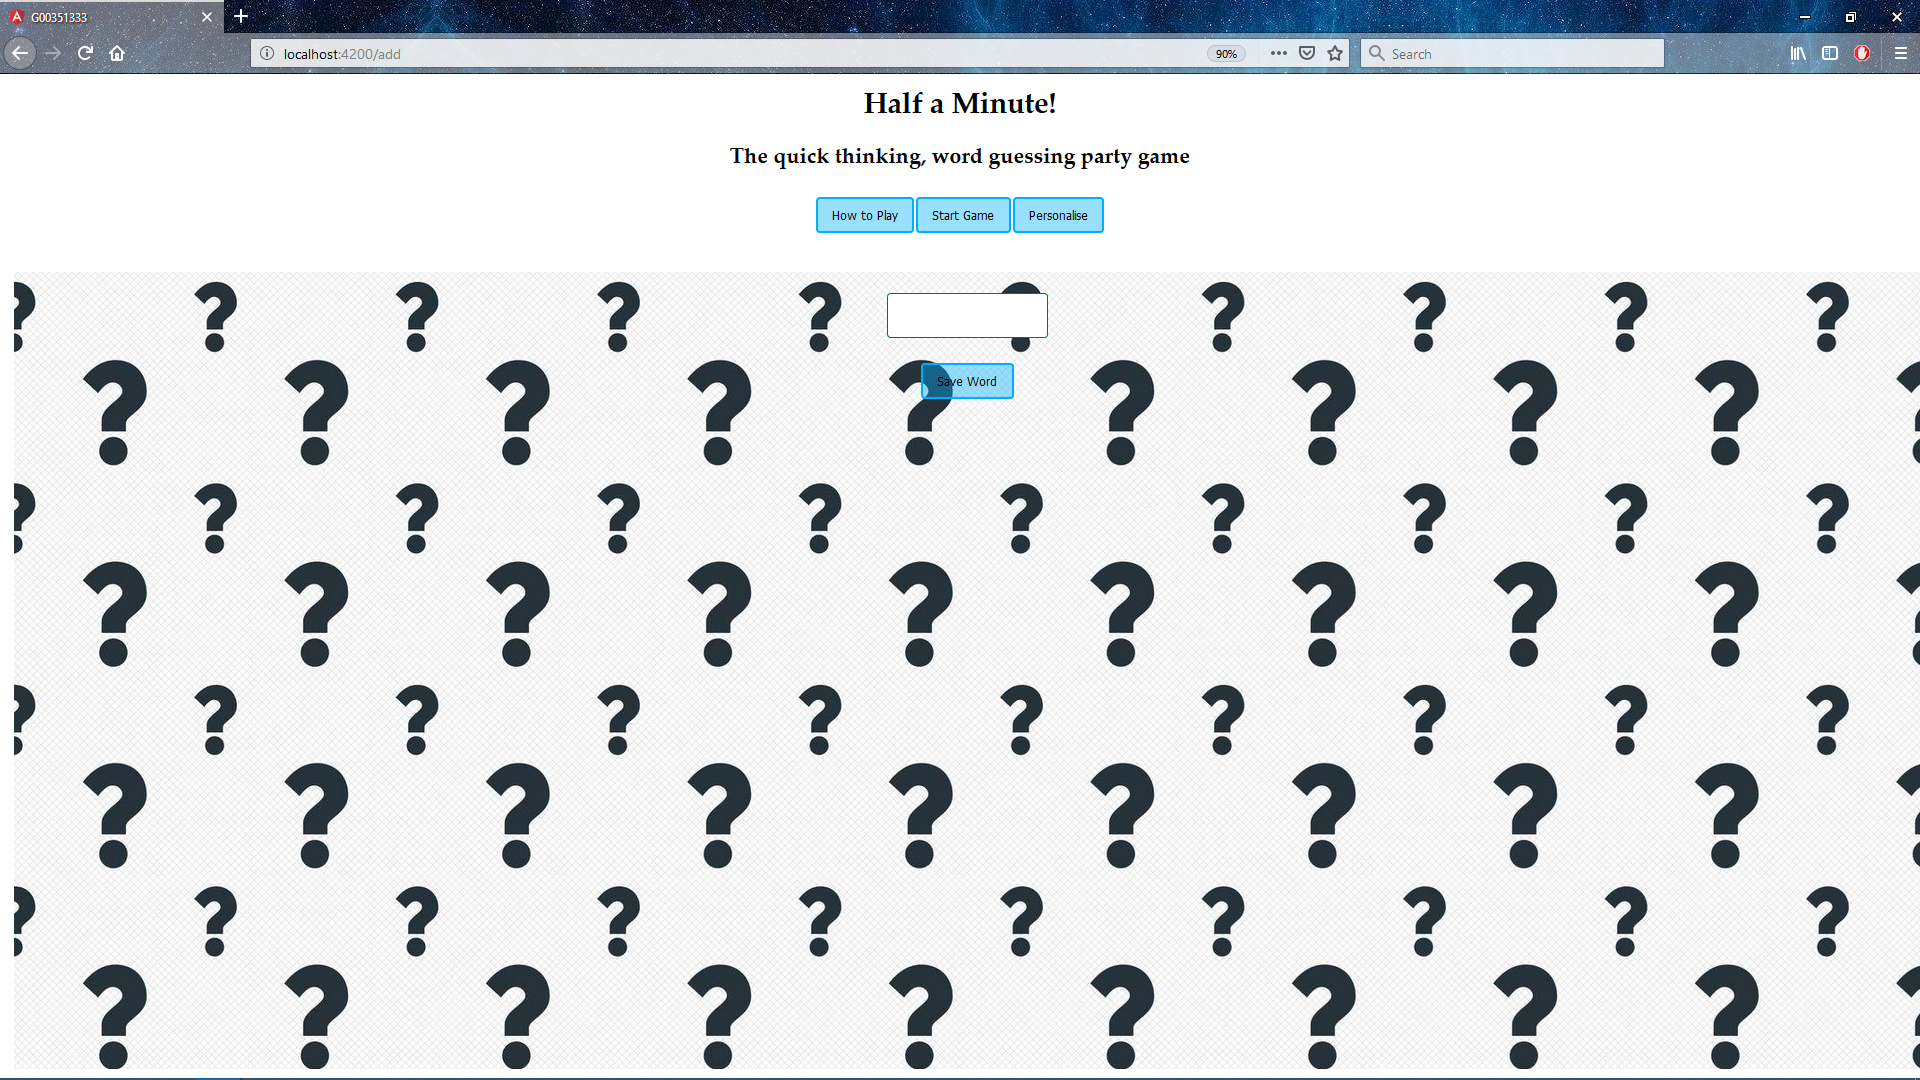 G00351333
localhost:4200/add
90%
Search
Half a Minute!
The quick thinking, word guessing party game
How to Play
Start Game
Personalise
Save Word